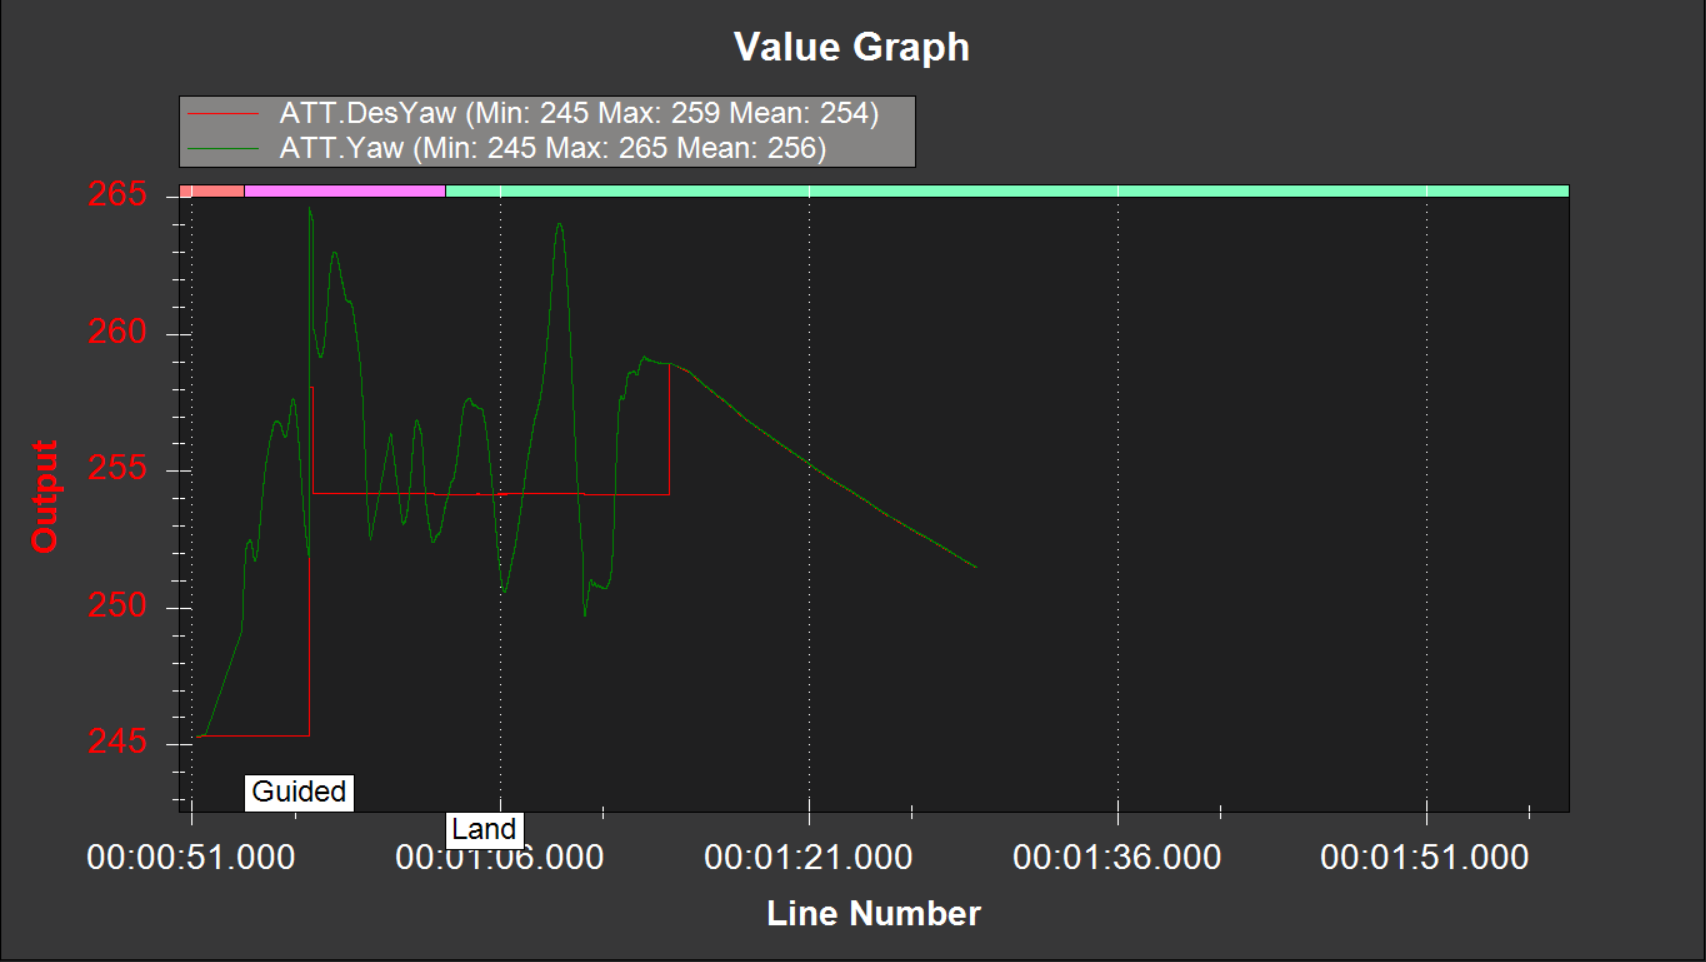 Value Graph
ATT.DesYaw (Min: 245 Max: 259 Mean: 254)
ATT.Yaw (Min: 245 Max: 265 Mean: 256)
265
260
255
250
245
Output
Guided
Land
00:00:51.000 00:01:06.000 00:01:21.000 00:01:36.000 00:01:51.000
Line Number